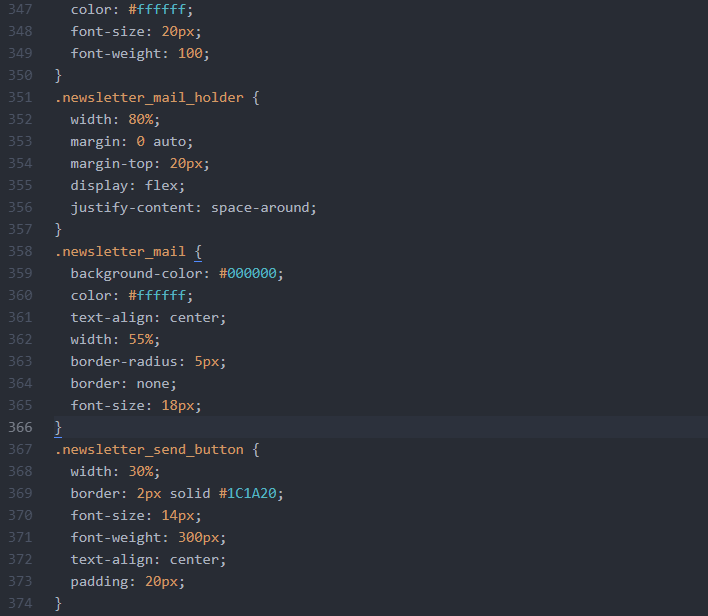 347 color: #ffffff;
348 font-size: 20px;
349 font-weight: 100;
350 }
351 .newsletter_mail_holder {
352 width: 80%;
353 margin: 0 auto;
354 margin-top: 20px;
355 display: flex;
356 justify-content: space-around;
357 }
358 .newsletter_mail {
359 background-color: #000000;
360 color: #ffffff;
361 text-align: center;
362 width: 55%;
363 border-radius: 5px;
364 border: none;
365 font-size: 18px;
366 }
367 .newsletter_send_button {
368 width: 30%;
369 border: 2px solid #1C1A20;
370 font-size: 14px;
371 font-weight: 300px;
372 text-align: center;
373 padding: 20px;
374 }